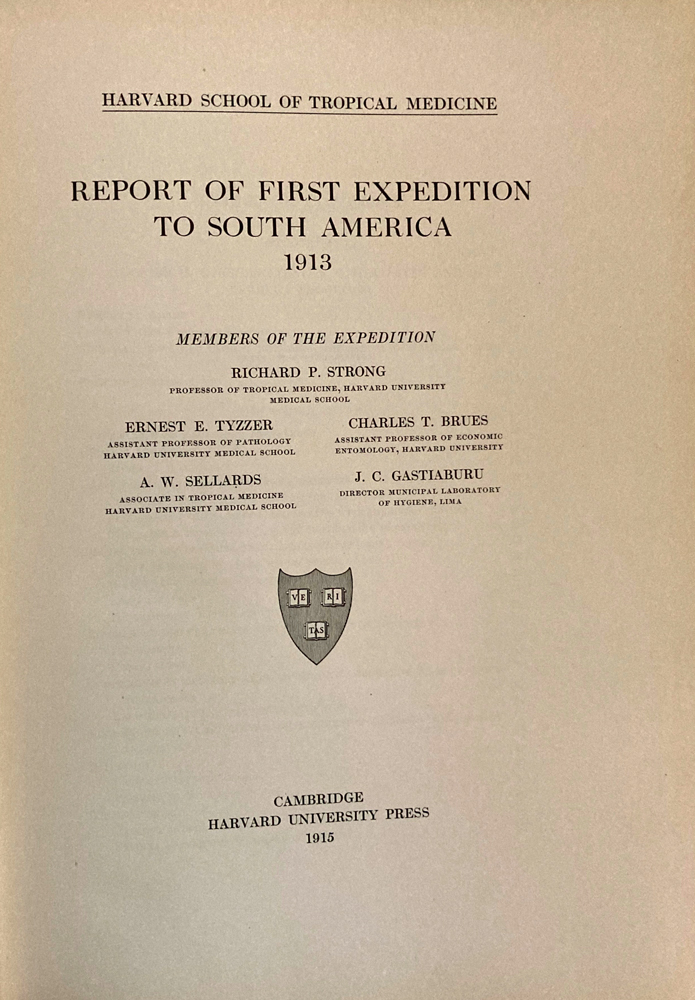 HARVARD SCHOOL OF TROPICAL MEDICINE
REPORT OF FIRST EXPEDITION
TO SOUTH AMERICA
1913
MEMBERS OF THE EXPEDITION
RICHARD P. STRONG
PROFESSOR OF TROPICAL MEDICINE, HARVARD UNIVERSITY
MEDICAL SCHOOL
ERNEST E. TYZZER
ASSISTANT PROFESSOR OF PATHOLOGY
HARVARD UNIVERSITY MEDICAL SCHOOL
CHARLES T. BRUES
ASSISTANT PROFESSOR OF ECONOMIC
ENTOMOLOGY, HARVARD UNIVERSITY
A. W. SELLARDS
ASSOCIATE IN TROPICAL MEDICINE
HARVARD UNIVERSITY MEDICAL SCHOOL
J. C. GASTIABURU
DIRECTOR MUNICIPAL LABORATORY
OF HYGIENE, LIMA
VE RI
TAS
CAMBRIDGE
HARVARD UNIVERSITY PRESS
1915